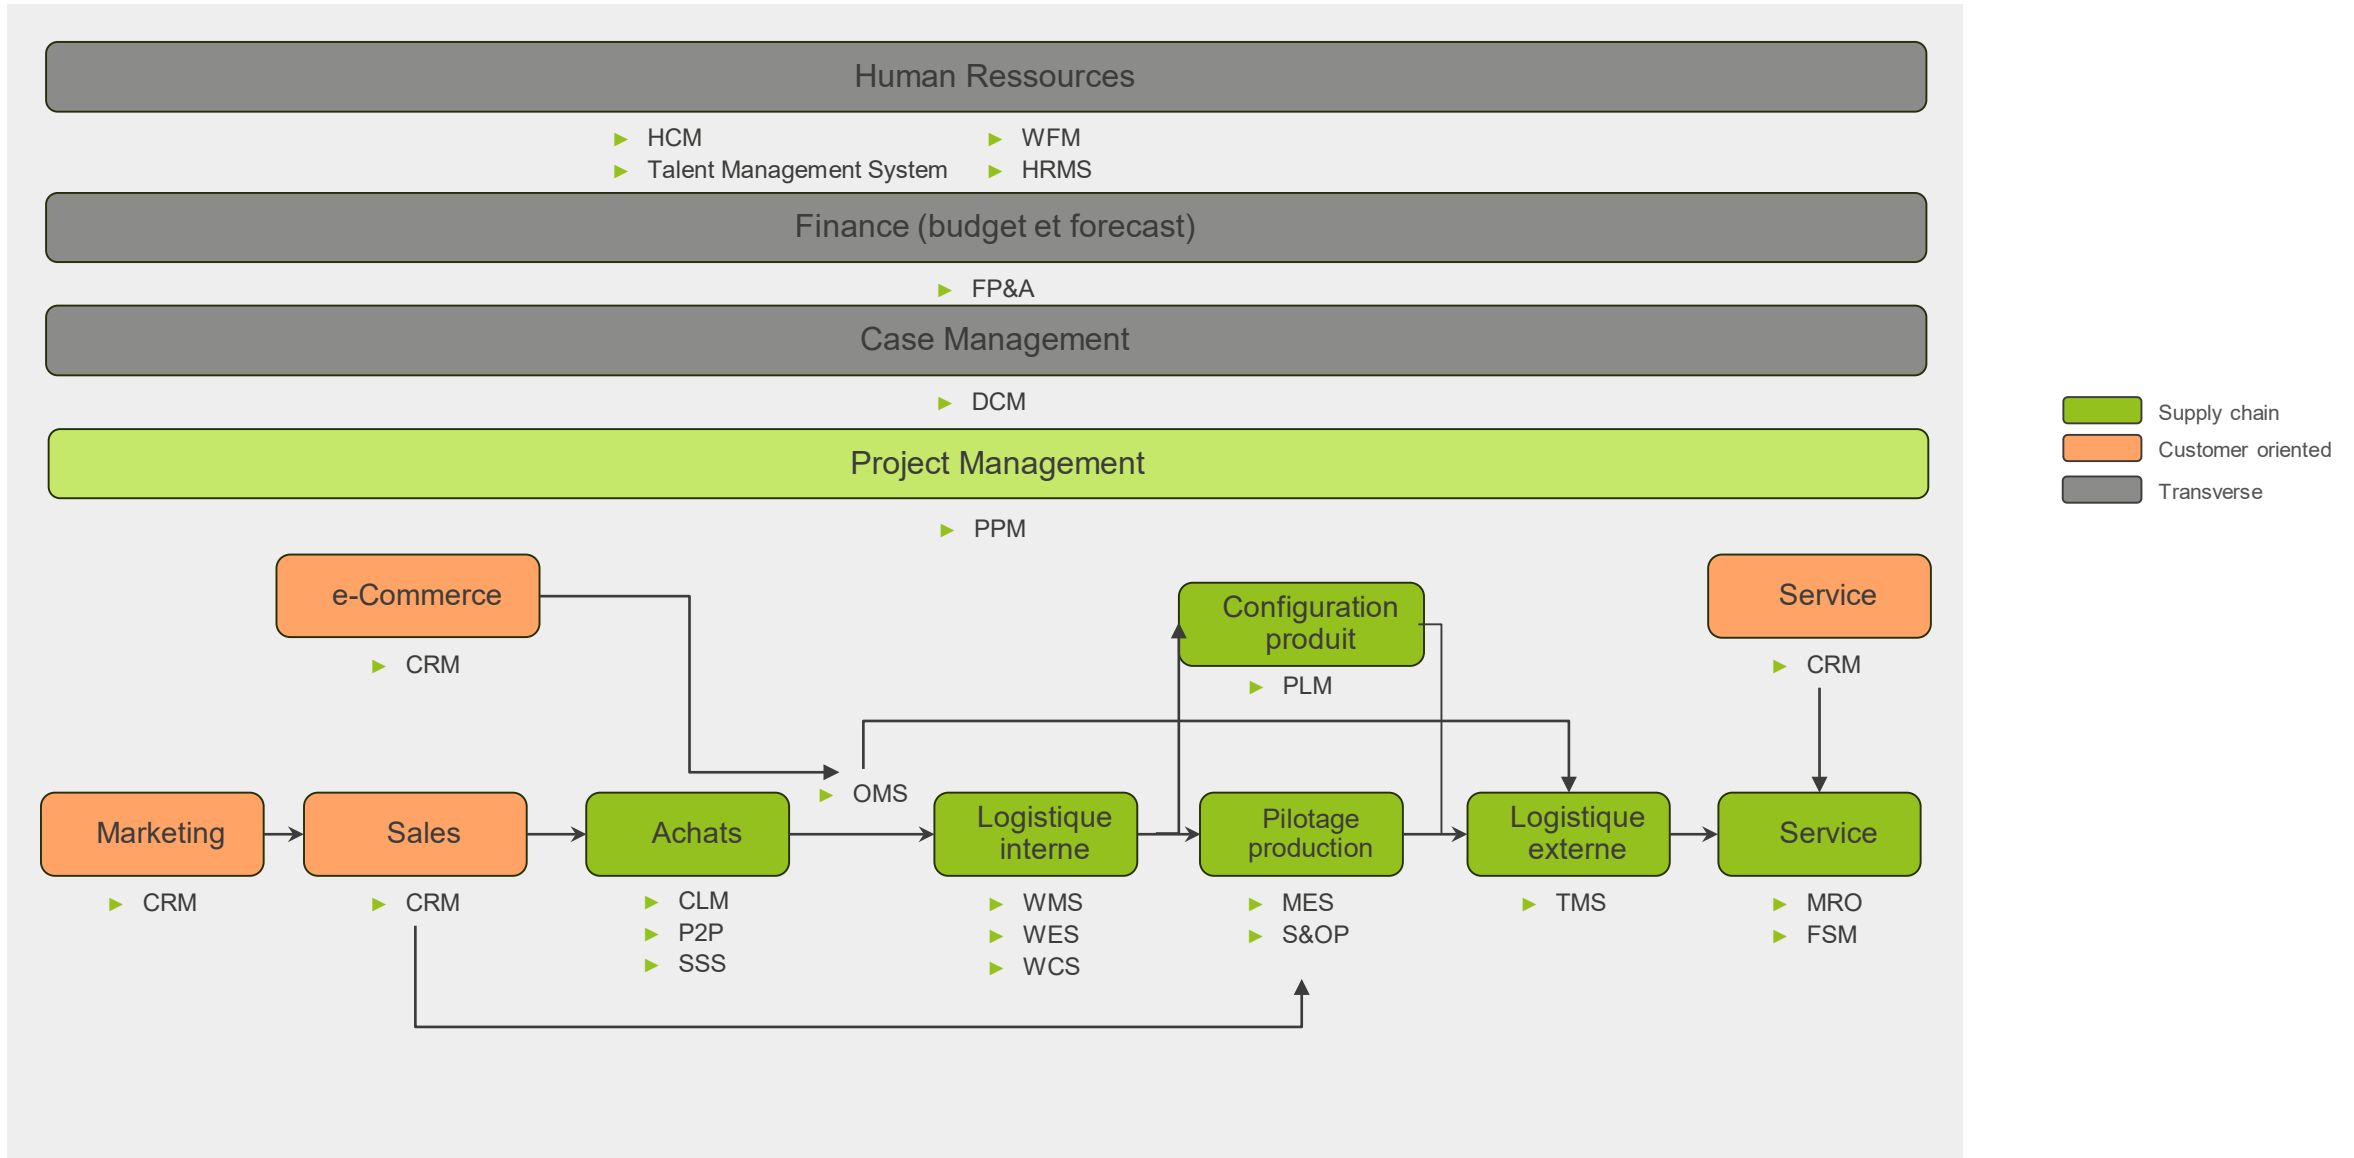 Human Ressources
► HCM
► WFM
► Talent Management System
► HRMS
Finance (budget et forecast)
► FP&A
Case Management
► DCM
Project Management
► PPM
Supply chain
Customer oriented
Transverse
e-Commerce
► CRM
Configuration
produit
► PLM
Service
► CRM
► OMS
Marketing
► CRM
Sales
► CRM
Achats
► CLM
► P2P
► SSS
Logistique
interne
► WMS
► WES
► WCS
Pilotage
production
► MES
► S&OP
Logistique
externe
► TMS
Service
► MRO
► FSM